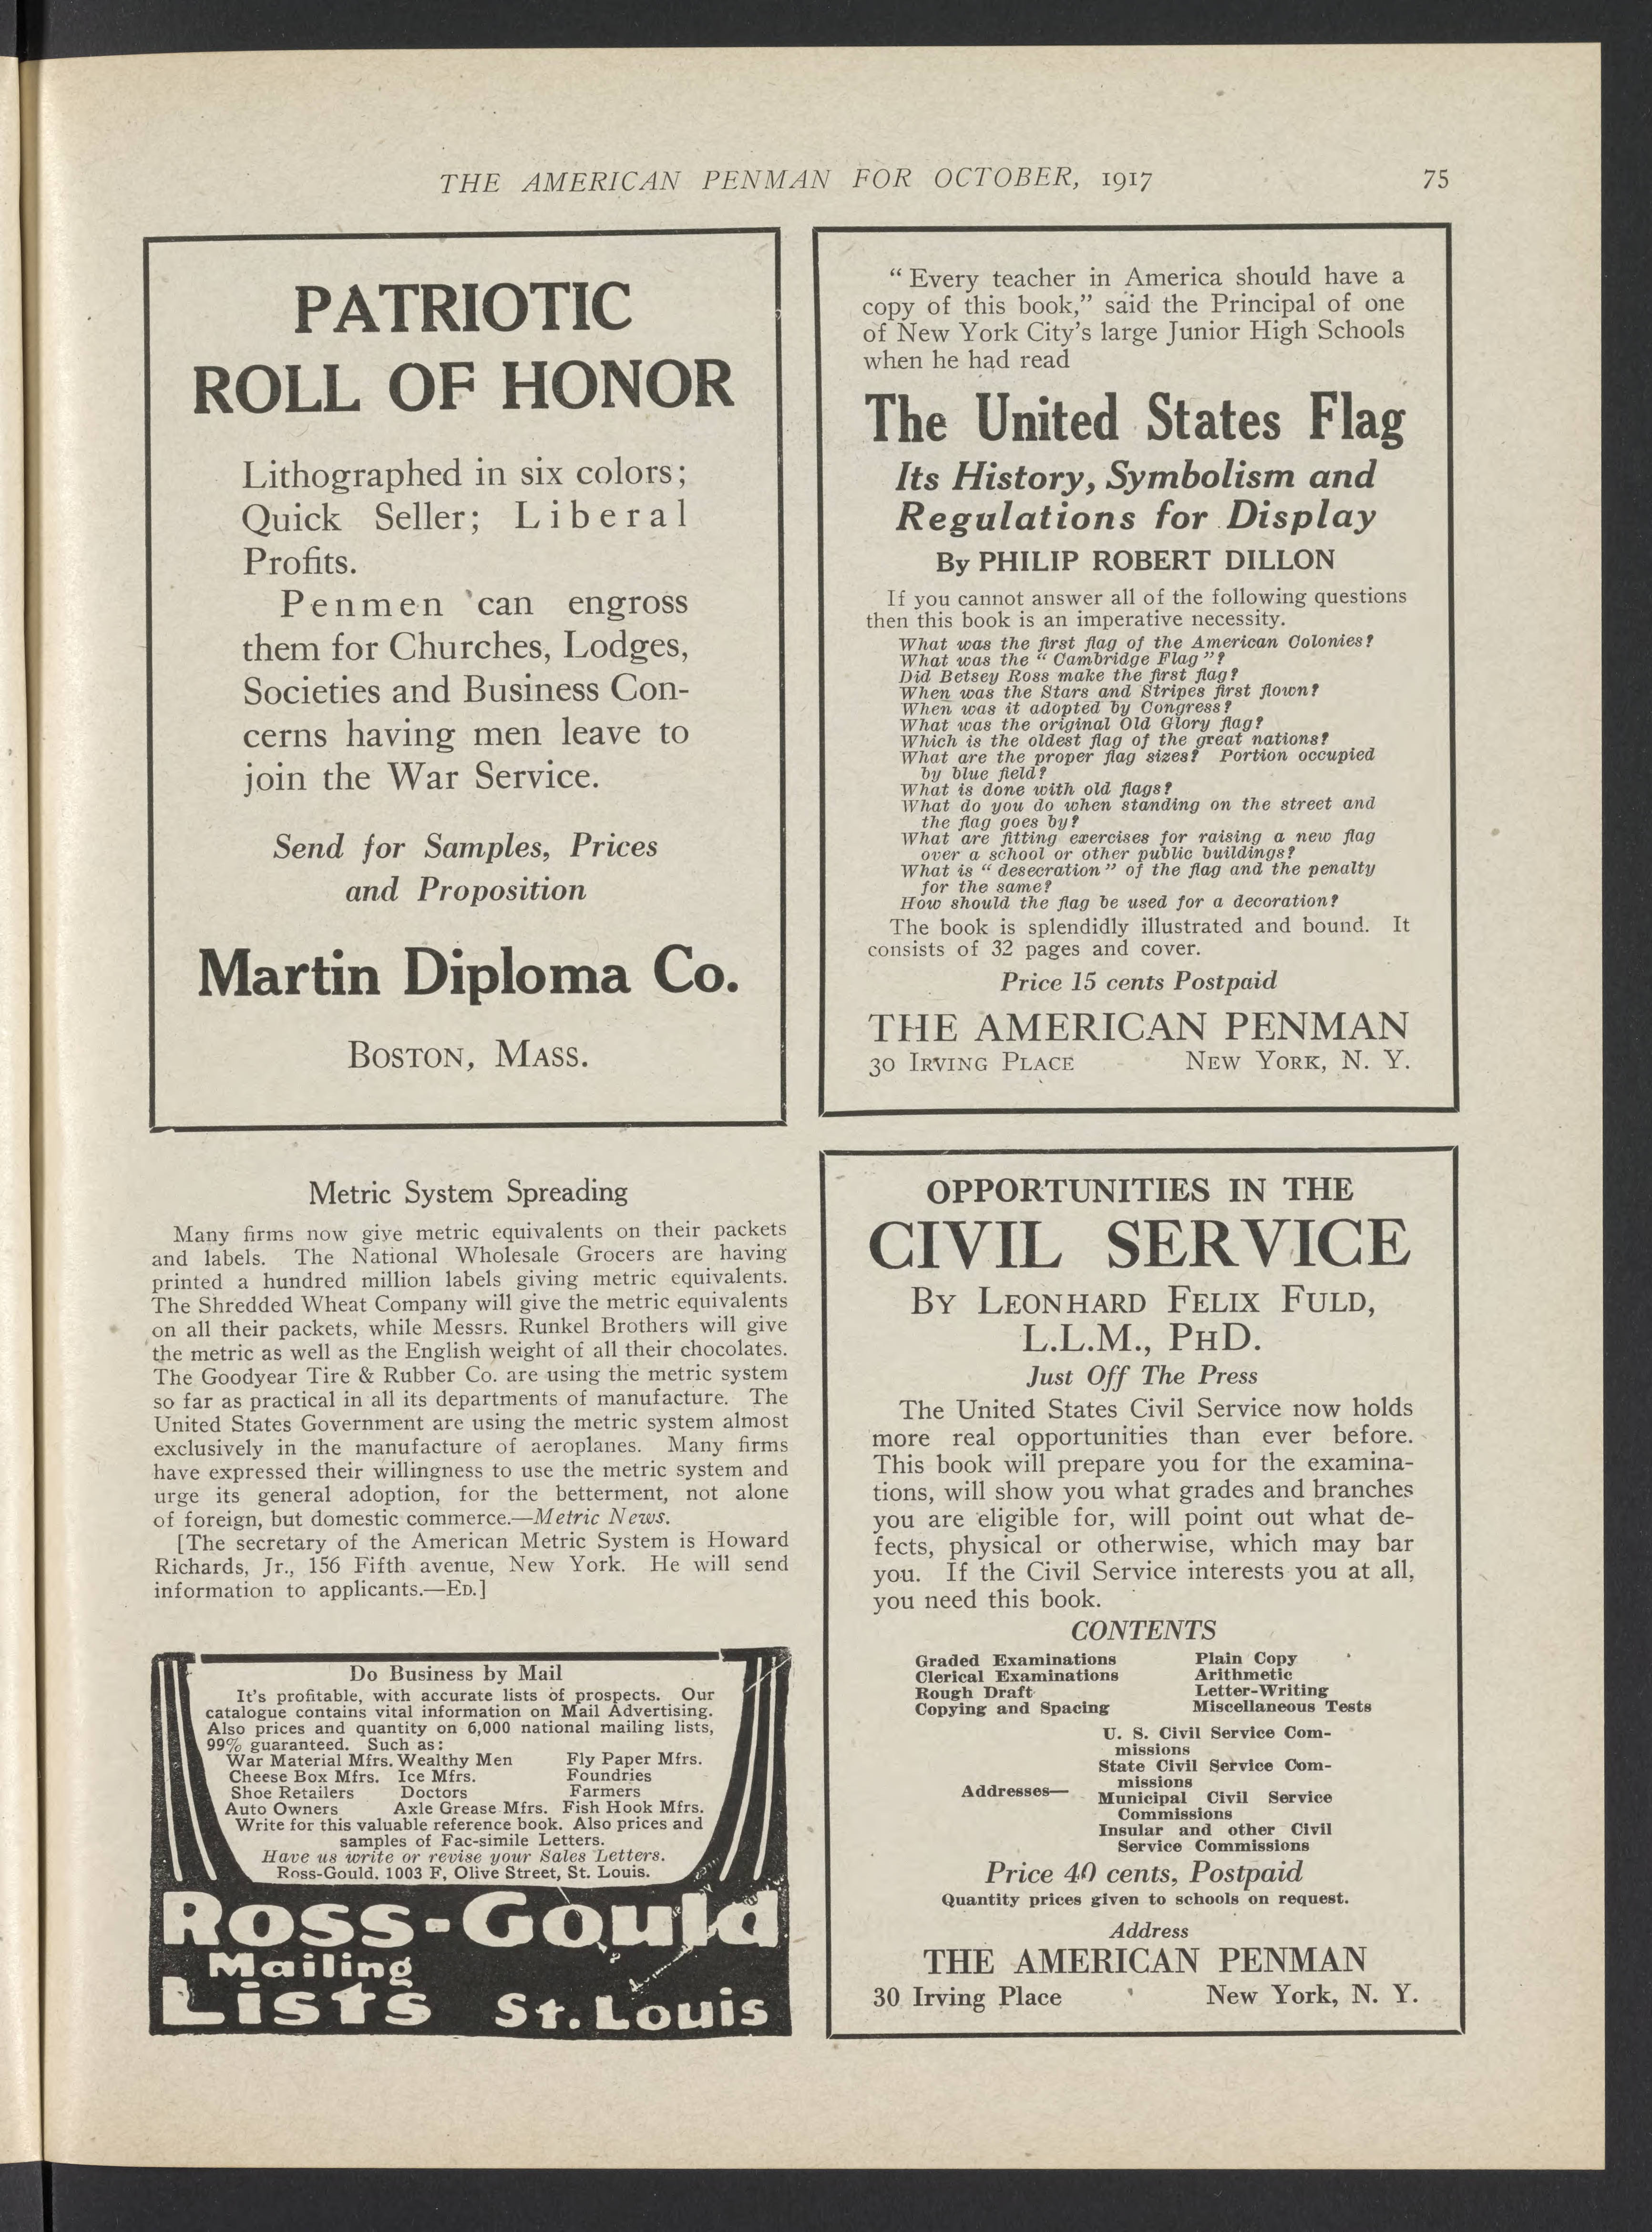 THE AMERICAN PENMAN FOR OCTOBER, 1917 75
PATRIOTIC
ROLL OF HONOR
Lithographed in six colors;
Quick Seller; Liberal
Profits.
Penmen can engross
them for Churches, Lodges,
Societies and Business Con-
cerns having men leave to
join the War Service.
Send for Samples, Prices
and Proposition
Martin Diploma Co.
BOSTON, MASS.
Metric System Spreading
Many firms now give metric equivalents on their packets
and labels. The National Wholesale Grocers are having
printed a hundred million labels giving metric equivalents.
The Shredded Wheat Company will give the metric equivalents
on all their packets, while Messrs. Runkel Brothers will give
the metric as well as the English weight of all their chocolates.
The Goodyear Tire & Rubber Co. are using the metric system
so far as practical in all its departments of manufacture. The
United States Government are using the metric system almost
exclusively in the manufacture of aeroplanes. Many firms
have expressed their willingness to use the metric system and
urge its general adoption, for the betterment, not alone
of foreign, but domestic commerce.—Metric News.
[The secretary of the American Metric System is Howard
Richards, Jr., 156 Fifth avenue, New York. He will send
information to applicants.—ED.]
Do Business by Mail
It's profitable, with accurate lists of prospects. Our
catalogue contains vital information on Mail Advertising.
Also prices and quantity on 6,000 national mailing lists,
99% guaranteed. Such as:
War Material Mfrs. Wealthy Men Fly Paper Mfrs.
Cheese Box Mfrs. Ice Mfrs. Foundries
Shoe Retailers Doctors Farmers
Auto Owners Axle Grease Mfrs. Fish Hook Mfrs.
Write for this valuable reference book. Also prices and
samples of Fac-simile Letters.
Have us write or revise your Sales Letters.
Ross-Gould. 1003 F, Olive Street, St. Louis.
Ross-Gould
Mailing
Lists St. Louis
“Every teacher in America should have a
copy of this book,” said the Principal of one
of New York City's large Junior High Schools
when he had read
The United States Flag
Its History, Symbolism and
Regulations for Display
By PHILIP ROBERT DILLON
If you cannot answer all of the following questions
then this book is an imperative necessity.
What was the first flag of the American Colonies?
What was the “Cambridge Flag”?
Did Betsey Ross make the first flag?
When was the Stars and Stripes first flown?
When was it adopted by Congress?
What was the original Old Glory flag?
Which is the oldest flag of the great nations?
What are the proper flag sizes? Portion occupied
by blue field?
What is done with old flags?
What do you do when standing on the street and
the flag goes by?
What are fitting exercises for raising a new flag
over a school or other public buildings?
What is “desecration” of the flag and the penalty
for the same?
How should the flag be used for a decoration?
The book is splendidly illustrated and bound. It
consists of 32 pages and cover.
Price 15 cents Postpaid
THE AMERICAN PENMAN
30 IRVING PLACE NEW YORK, N. Y.
OPPORTUNITIES IN THE
CIVIL SERVICE
BY LEONHARD FELIX FULD,
L.L.M., PHD.
Just Off The Press
The United States Civil Service now holds
more real opportunities than ever before.
This book will prepare you for the examina-
tions, will show you what grades and branches
you are eligible for, will point out what de-
fects, physical or otherwise, which may bar
you. If the Civil Service interests you at all,
you need this book.
CONTENTS
Graded Examinations Plain Copy
Clerical Examinations Arithmetic
Rough Draft Letter-Writing
Copying and Spacing Miscellaneous Tests
U. S. Civil Service Com-
missions
State Civil Service Com-
missions
Addresses—
Municipal Civil Service
Commissions
Insular and other Civil
Service Commissions
Price 40 cents, Postpaid
Quantity prices given to schools on request.
Address
THE AMERICAN PENMAN
30 Irving Place New York, N. Y.